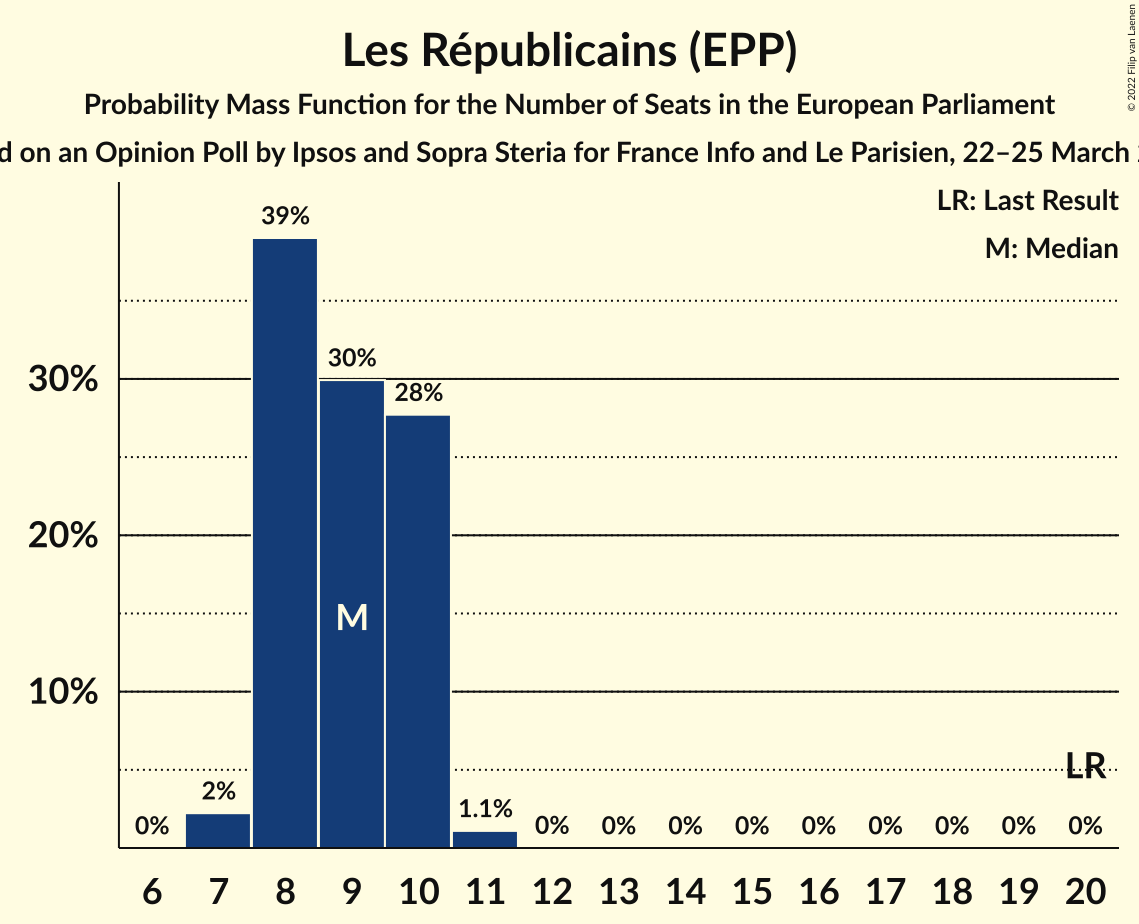 Les Républicains (EPP)
Probability Mass Function for the Number of Seats in the European Parliament
on an Opinion Poll by Ipsos and Sopra Steria for France Info and Le Parisien, 22–25 March
© 2022 Filip van Laenen
LR: Last Result
M: Median
39%
30%
30%
28%
20%
M
10%
LR
2%
1.1%
0%
0%
0%
0%
0%
0%
0%
0%
0%
0%
6 7 8 9 10 11 12 13 14 15 16 17 18 19 20